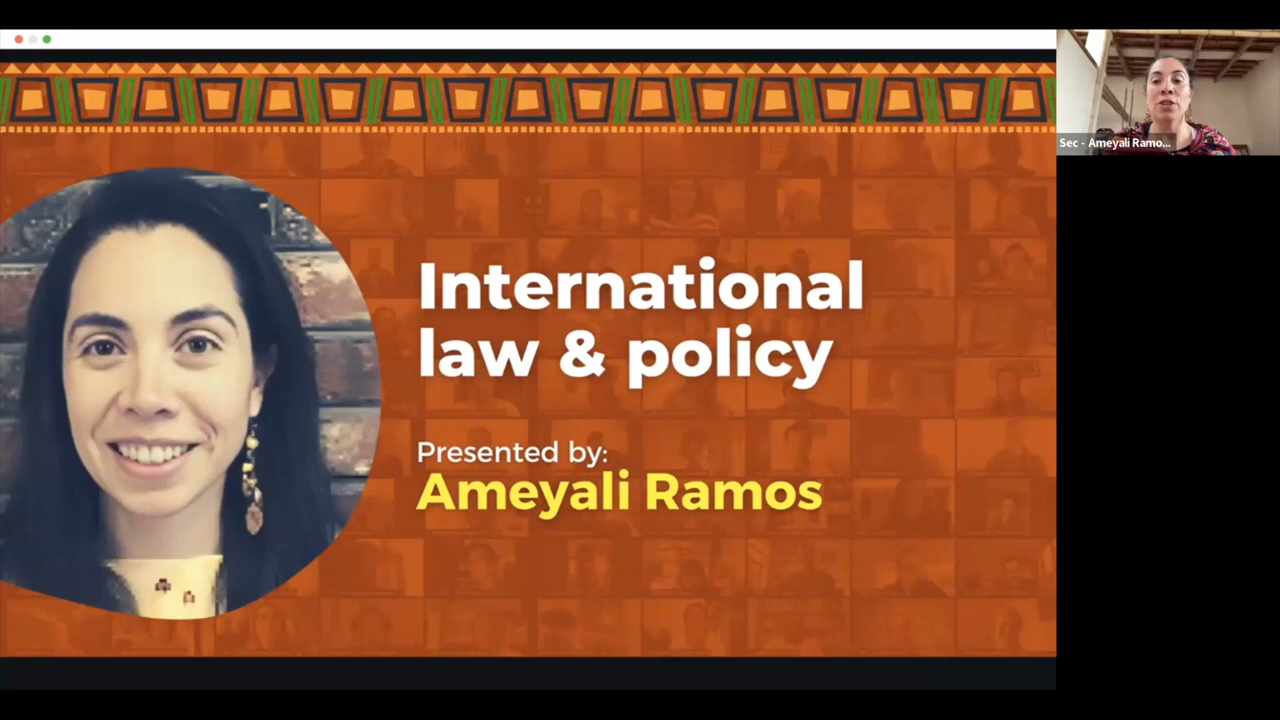 International
law & policy
Presented by:
Ameyali Ramos
Sec - Ameyali Ramo...